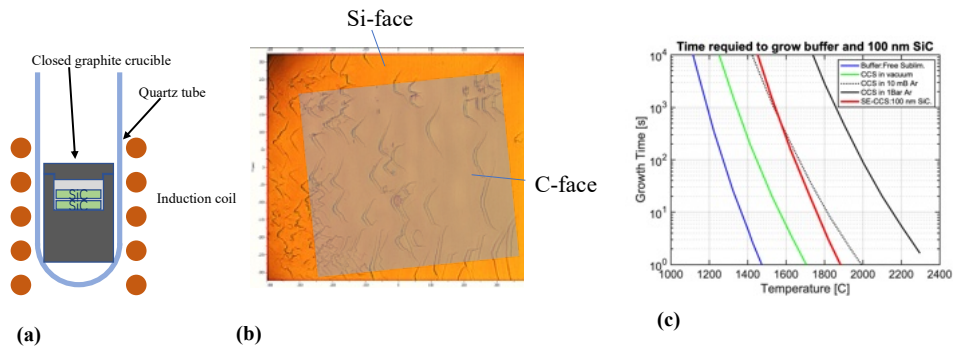 Closed graphite crucible
Quartz tube
SiC
SiC
Induction coil
(a)
Si-face
C-face
(b)
Time requied to grow buffer and 100 nm SiC
Buffer:Free Sublim.
CCS in vacuum
CCS in 10 mB Ar
CCS in 1Bar Ar
SE-CCS:100 nm SiC.
Growth Time [s]
10^4
10^3
10^2
10^1
10^0
1000 1200 1400 1600 1800 2000 2200 2400
Temperature [C]
(c)